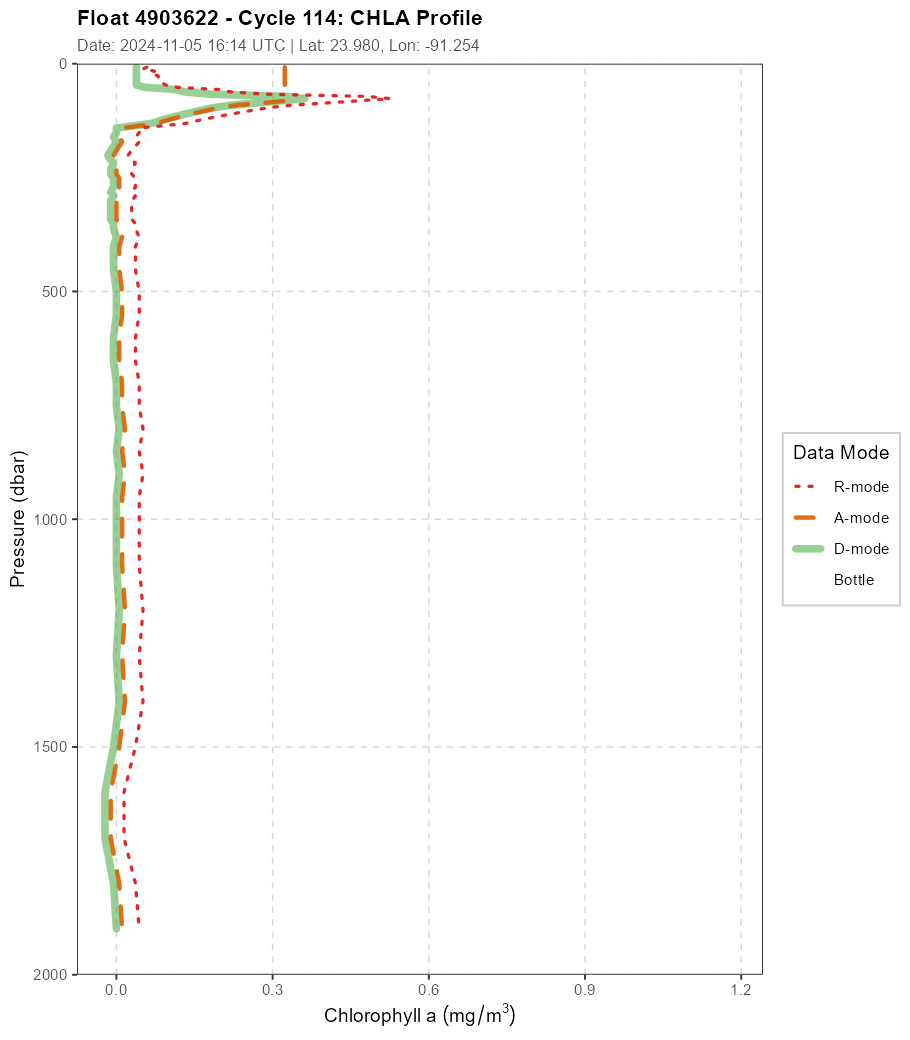 Float 4903622 - Cycle 114: CHLA Profile
Date: 2024-11-05 16:14 UTC | Lat: 23.980, Lon: -91.254
0
500
1000
1500
2000
Pressure (dbar)
0.0 0.3 0.6 0.9 1.2
Chlorophyll a (mg/m³)
Data Mode
R-mode
A-mode
D-mode
Bottle